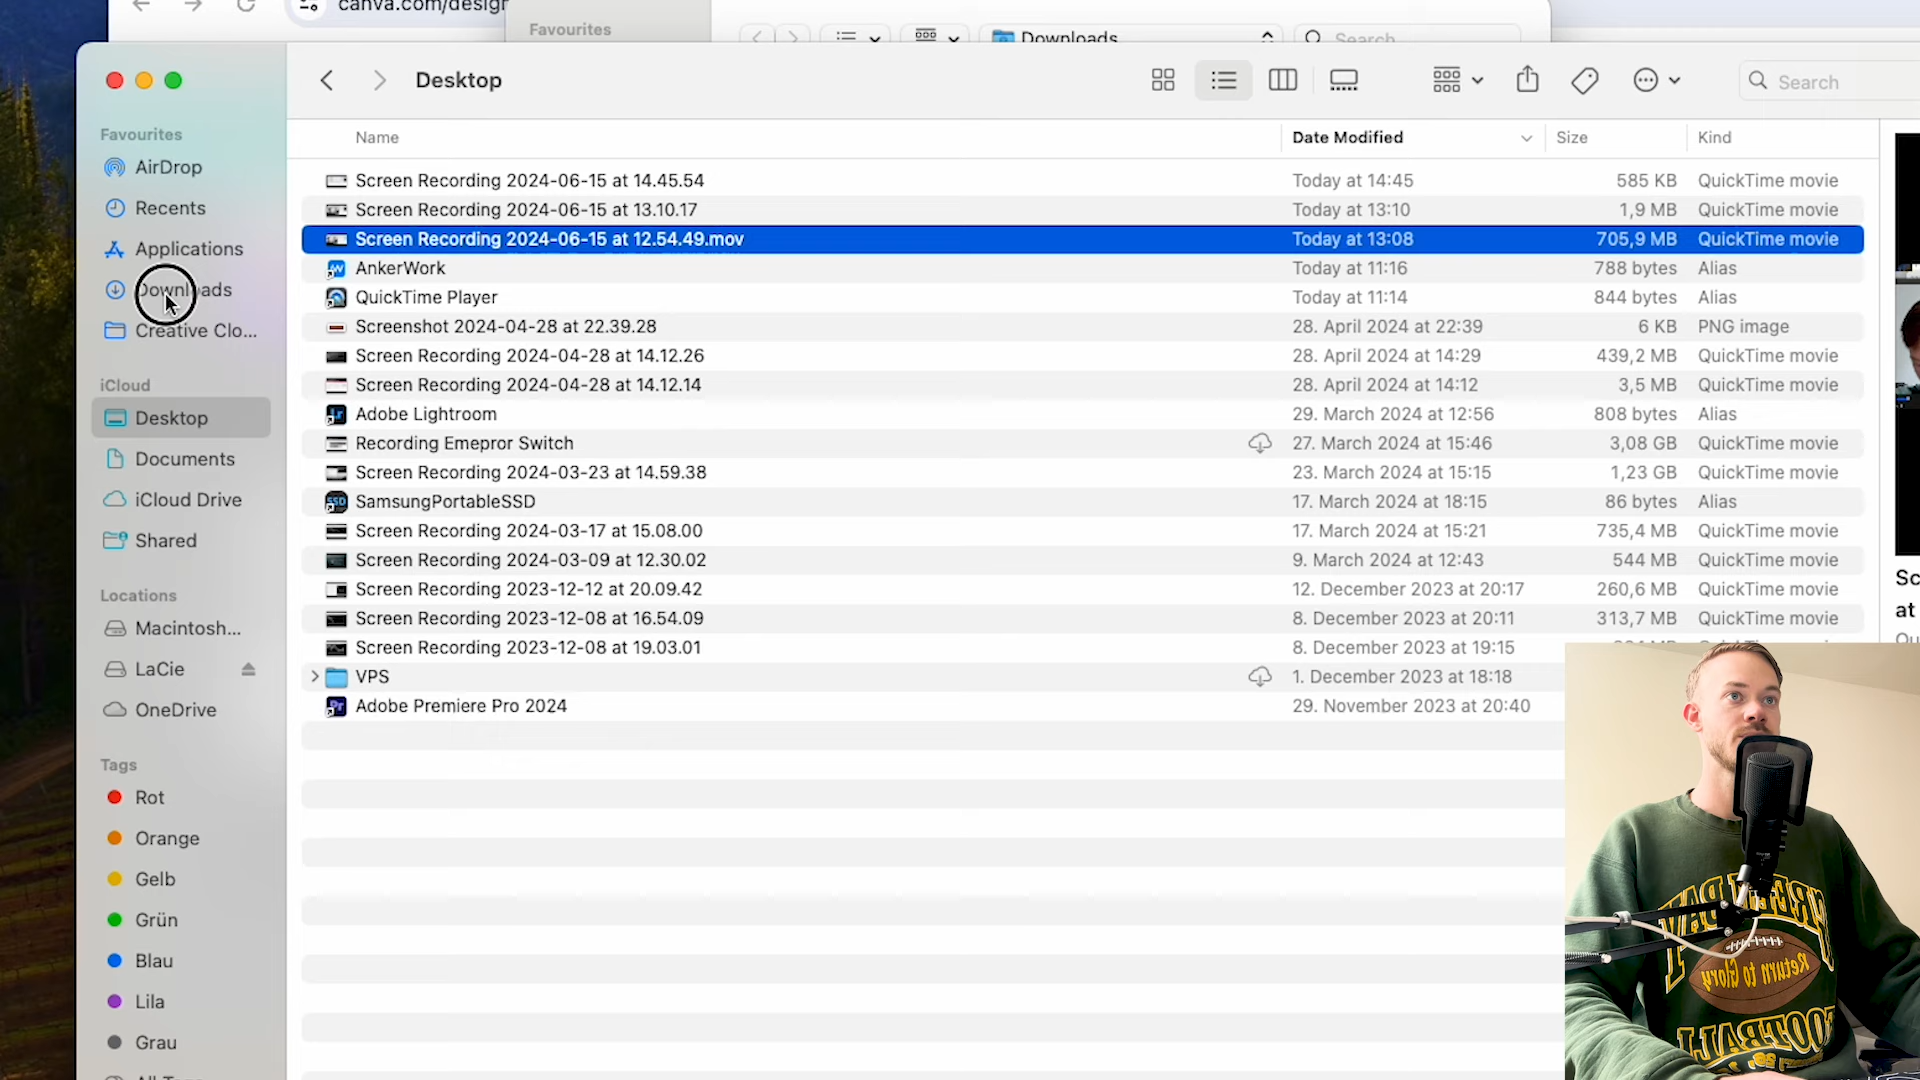 canva.com/design
Favourites
Downloads
Search
Desktop
Search
Favourites
AirDrop
Recents
Applications
Downloads
Creative Clo...
iCloud
Desktop
Documents
iCloud Drive
Shared
Locations
Macintosh...
LaCie
OneDrive
Tags
Rot
Orange
Gelb
Grün
Blau
Lila
Grau
Name Date Modified Size Kind
Screen Recording 2024-06-15 at 14.45.54 Today at 14:45 585 KB QuickTime movie
Screen Recording 2024-06-15 at 13.10.17 Today at 13:10 1,9 MB QuickTime movie
Screen Recording 2024-06-15 at 12.54.49.mov Today at 13:08 705,9 MB QuickTime movie
AnkerWork Today at 11:16 788 bytes Alias
QuickTime Player Today at 11:14 844 bytes Alias
Screenshot 2024-04-28 at 22.39.28 28. April 2024 at 22:39 6 KB PNG image
Screen Recording 2024-04-28 at 14.12.26 28. April 2024 at 14:29 439,2 MB QuickTime movie
Screen Recording 2024-04-28 at 14.12.14 28. April 2024 at 14:12 3,5 MB QuickTime movie
Adobe Lightroom 29. March 2024 at 12:56 808 bytes Alias
Recording Emepror Switch 27. March 2024 at 15:46 3,08 GB QuickTime movie
Screen Recording 2024-03-23 at 14.59.38 23. March 2024 at 15:15 1,23 GB QuickTime movie
SamsungPortableSSD 17. March 2024 at 18:15 86 bytes Alias
Screen Recording 2024-03-17 at 15.08.00 17. March 2024 at 15:21 735,4 MB QuickTime movie
Screen Recording 2024-03-09 at 12.30.02 9. March 2024 at 12:43 544 MB QuickTime movie
Screen Recording 2023-12-12 at 20.09.42 12. December 2023 at 20:17 260,6 MB QuickTime movie
Screen Recording 2023-12-08 at 16.54.09 8. December 2023 at 20:11 313,7 MB QuickTime movie
Screen Recording 2023-12-08 at 19.03.01 8. December 2023 at 19:15
VPS 1. December 2023 at 18:18
Adobe Premiere Pro 2024 29. November 2023 at 20:40
Sc
at
GREEN BAY
Return to Glory
FOOTBALL